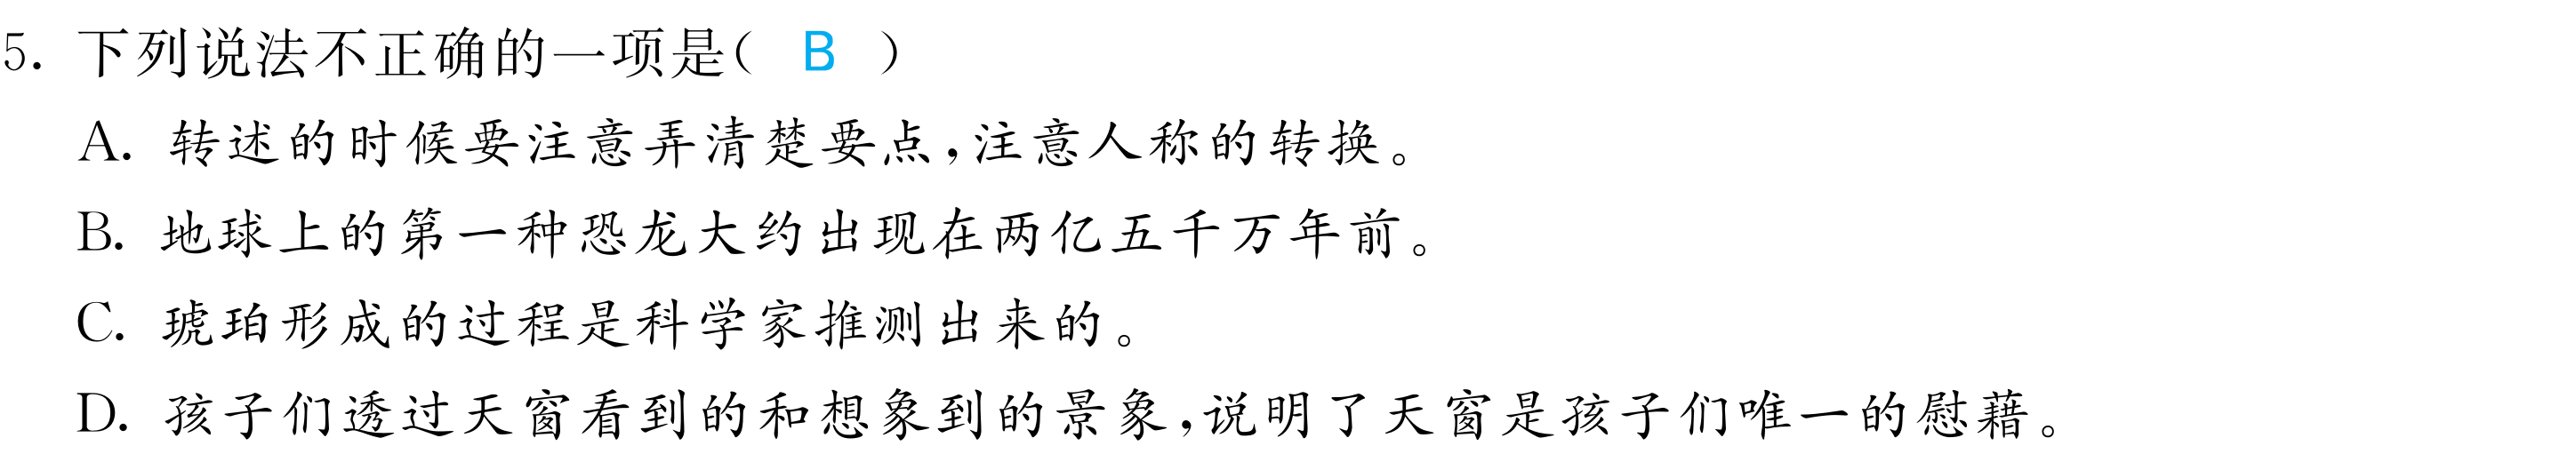 5. 下列说法不正确的一项是( B )
A. 转述的时候要注意弄清楚要点,注意人称的转换。
B. 地球上的第一种恐龙大约出现在两亿五千万年前。
C. 琥珀形成的过程是科学家推测出来的。
D. 孩子们透过天窗看到的和想象到的景象,说明了天窗是孩子们唯一的慰藉。